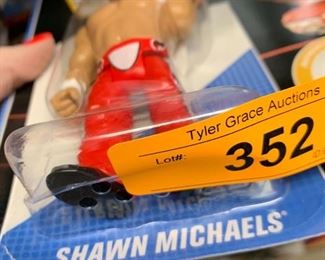 Tyler Grace Auctions
Lot#:
352
SHAWN MICHAELS